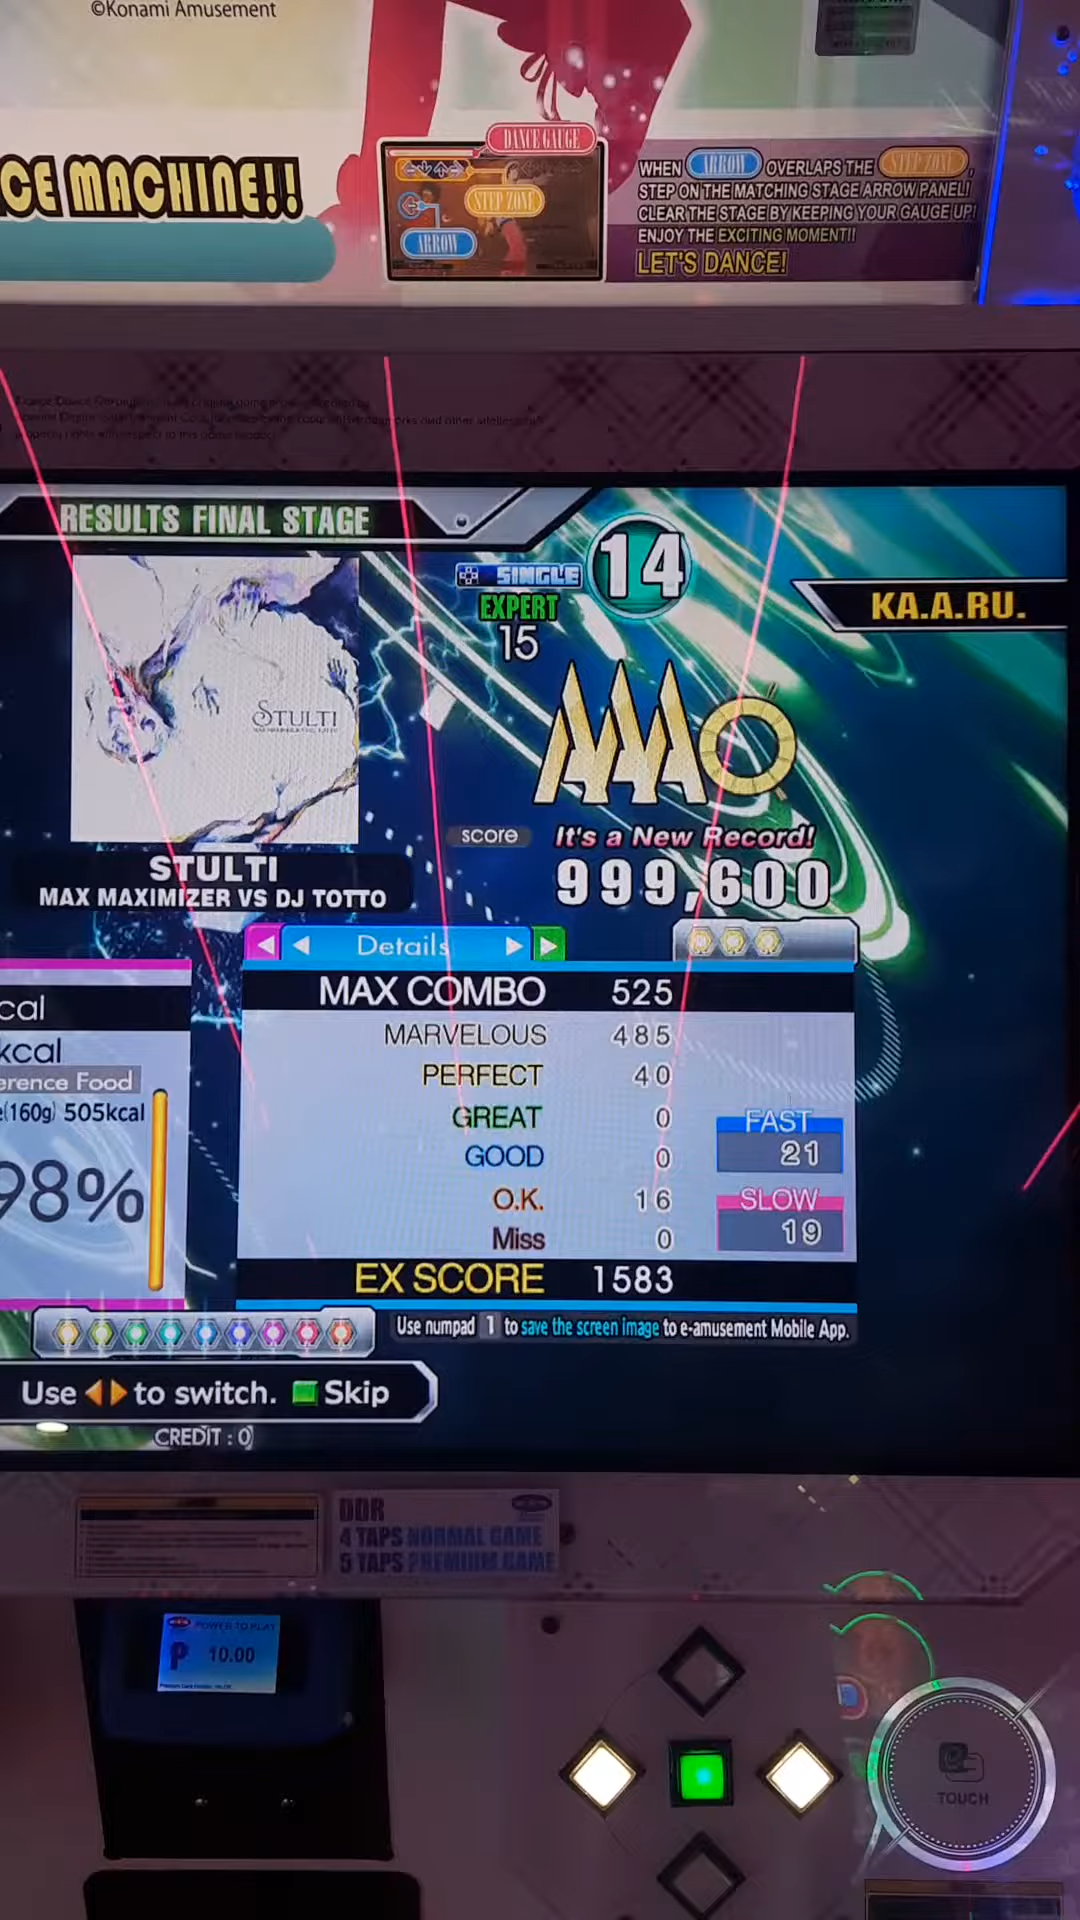 ©Konami Amusement
CE MACHINE!!
DANCE GAUGE
STEP ZONE
ARROW
WHEN ARROW OVERLAPS THE STEP ZONE,
STEP ON THE MATCHING STAGE ARROW PANEL!
CLEAR THE STAGE BY KEEPING YOUR GAUGE UP!
ENJOY THE EXCITING MOMENT!!
LET'S DANCE!
RESULTS FINAL STAGE
SINGLE
14
EXPERT
15
KA.A.RU.
STULTI
AAA
score
It's a New Record!
999,600
STULTI
MAX MAXIMIZER VS DJ TOTTO
Details
MAX COMBO 525
MARVELOUS 485
PERFECT 40
GREAT 0
GOOD 0
O.K. 16
Miss 0
EX SCORE 1583
FAST
21
SLOW
19
cal
kcal
erence Food
e(160g) 505kcal
98%
Use numpad 1 to save the screen image to e-amusement Mobile App.
Use to switch. Skip
CREDIT : 0
DDR
4 TAPS NORMAL GAME
5 TAPS PREMIUM GAME
POWER TO PLAY
P 10.00
TOUCH